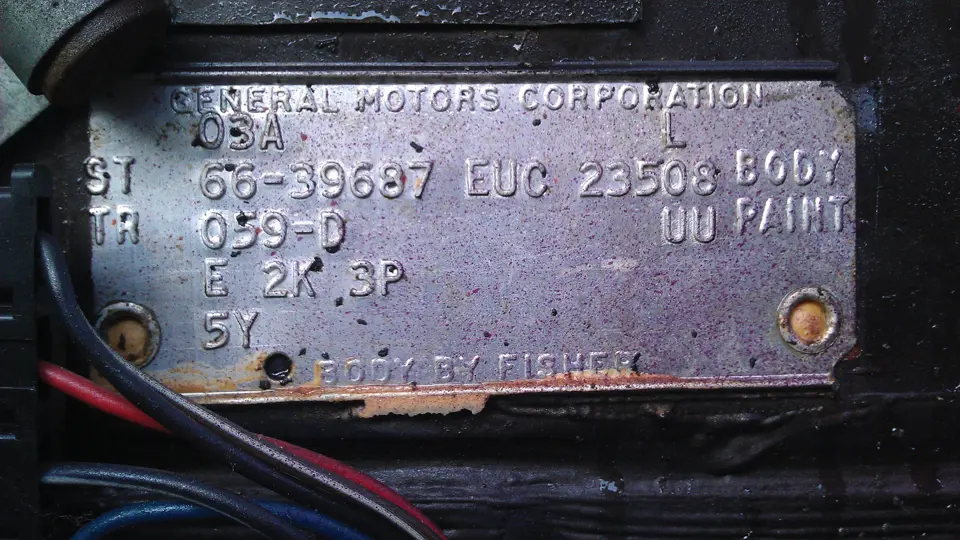 GENERAL MOTORS CORPORATION
03A L
ST 66-39687 EUC 23508 BODY
TR 059-D UU PAINT
E 2K 3P
5Y
BODY BY FISHER